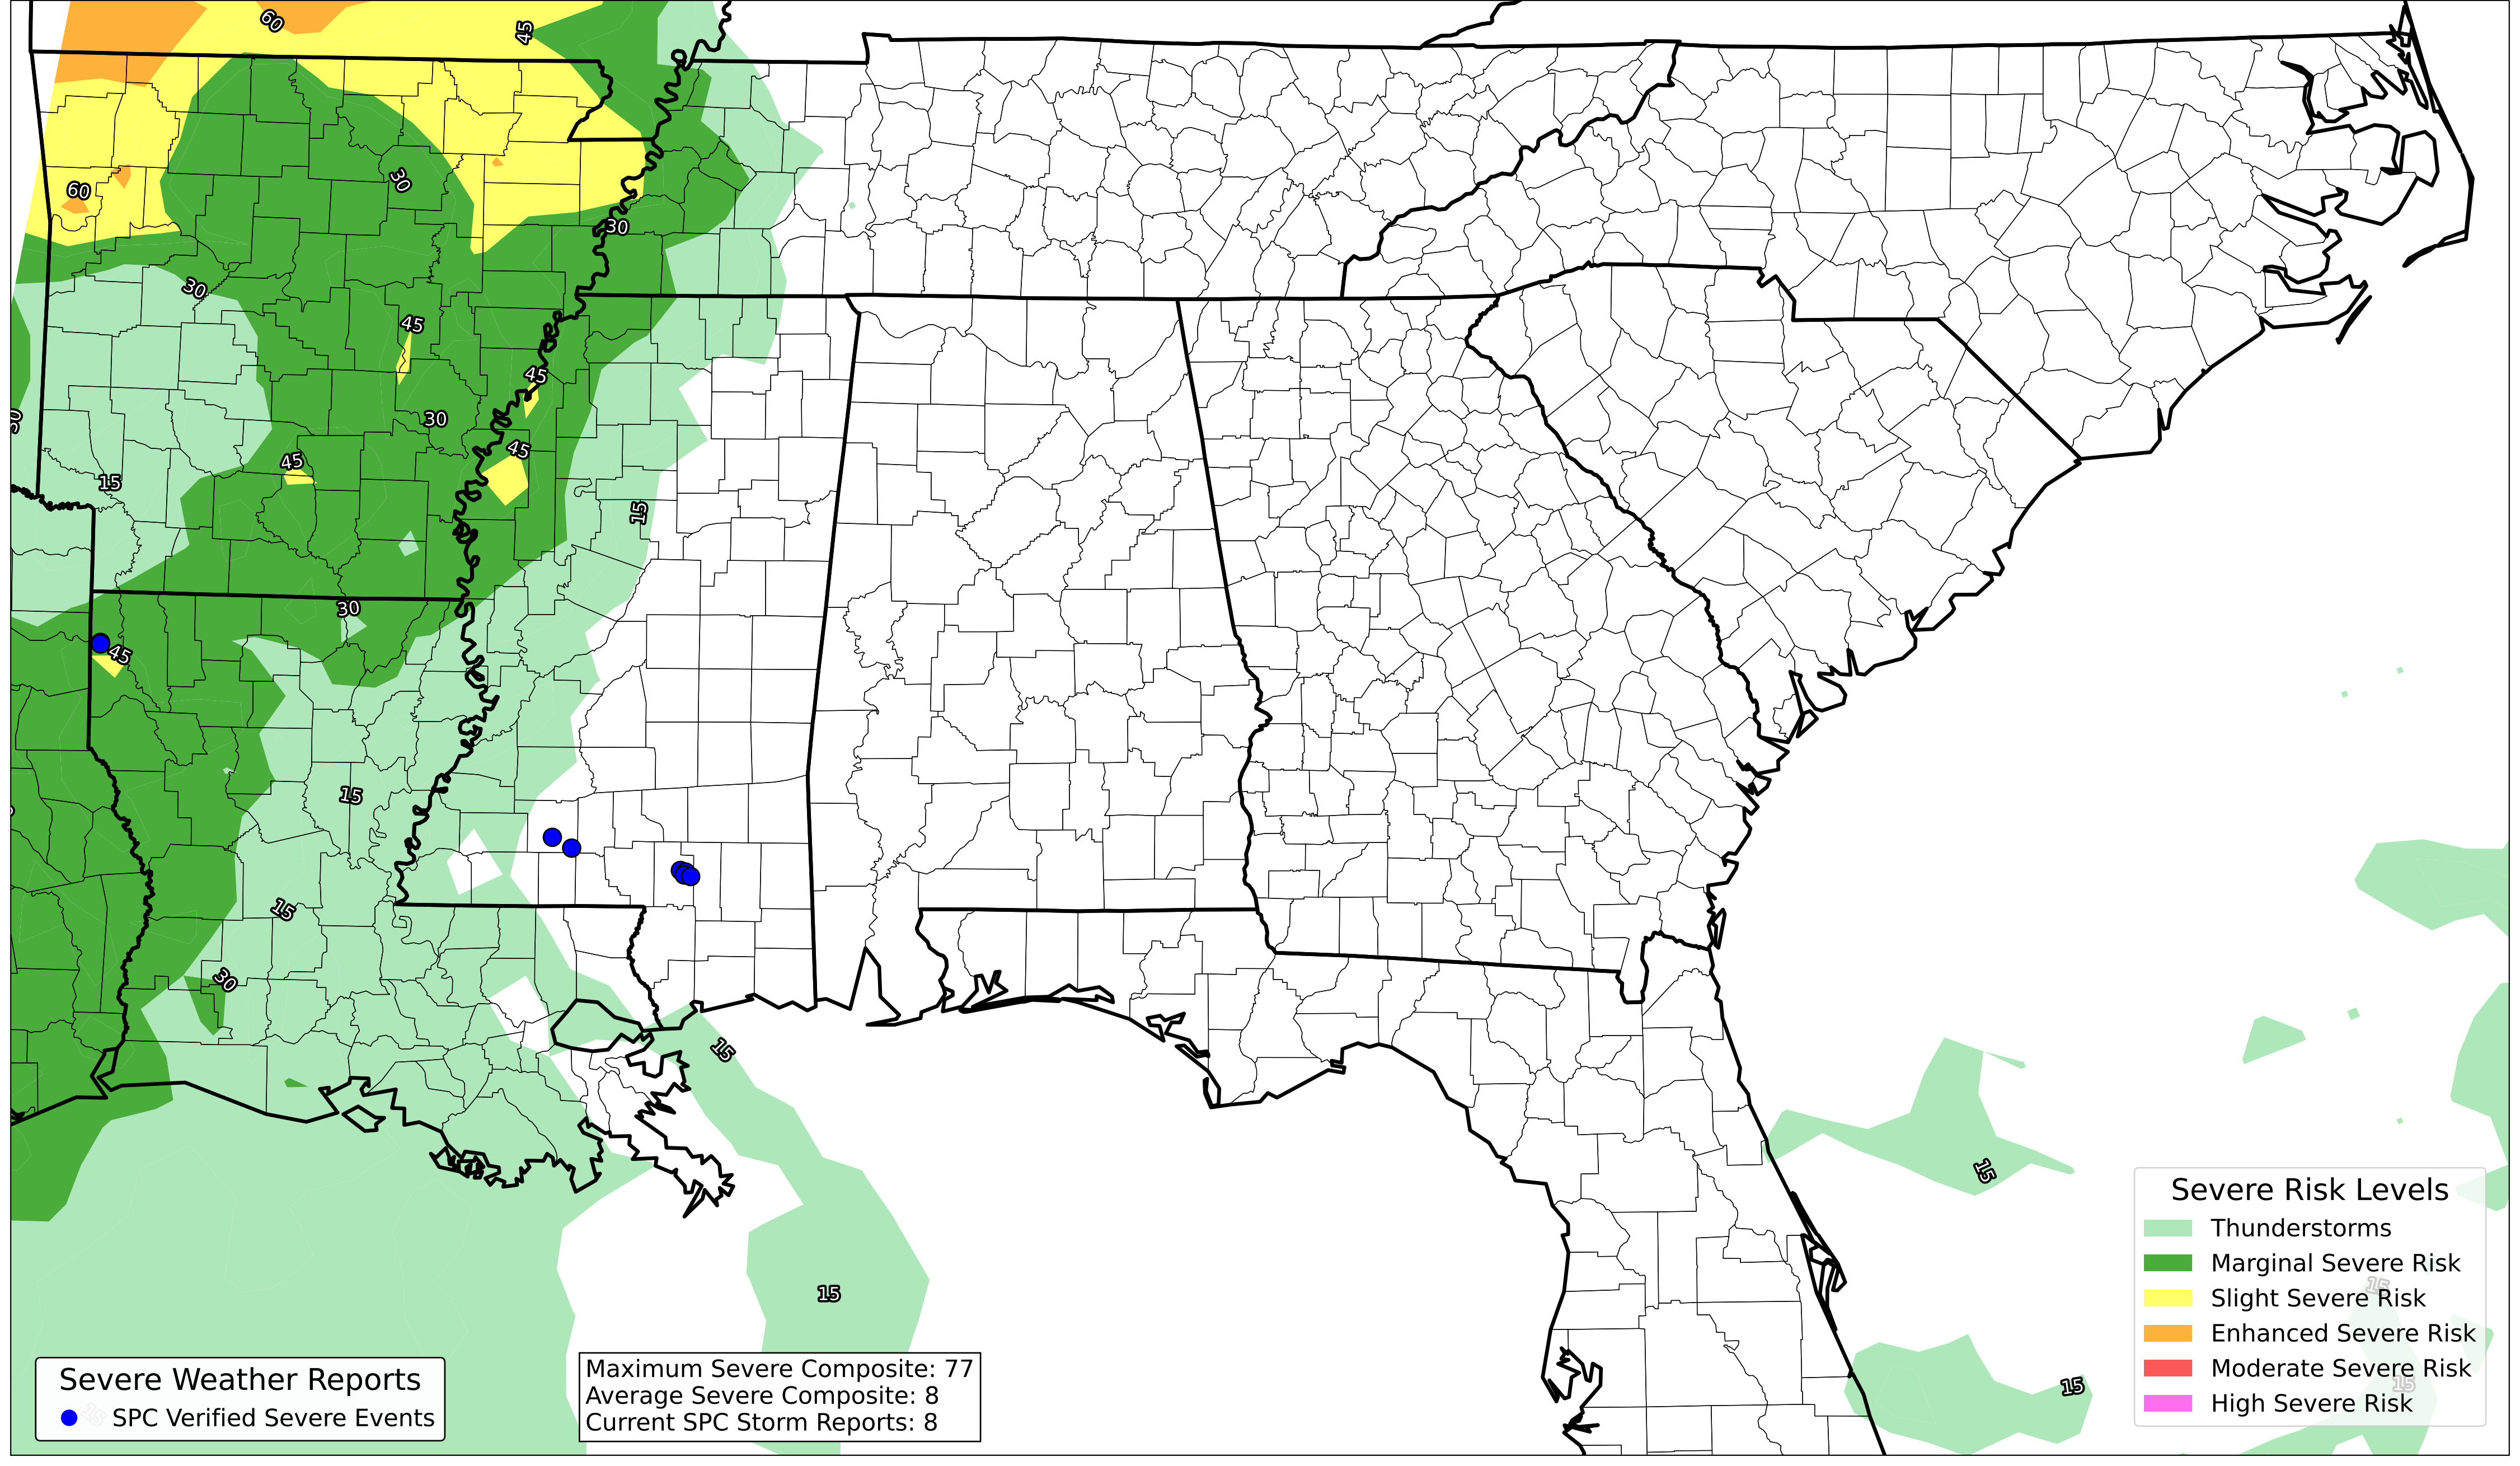 60
45
60
30
30
30
45
45
30
45
45
15
15
30
45
15
15
30
15
15
15
15
Severe Risk Levels
Thunderstorms
Marginal Severe Risk
Slight Severe Risk
Enhanced Severe Risk
Moderate Severe Risk
High Severe Risk
15
15
Severe Weather Reports
SPC Verified Severe Events
15
Maximum Severe Composite: 77
Average Severe Composite: 8
Current SPC Storm Reports: 8